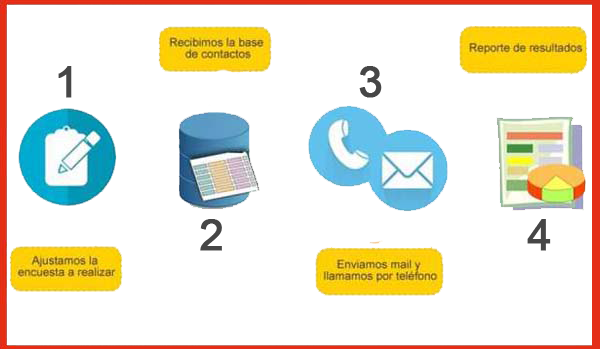 1
Ajustamos la
encuesta a realizar
Recibimos la base
de contactos
2
3
Enviamos mail y
llamamos por teléfono
Reporte de resultados
4